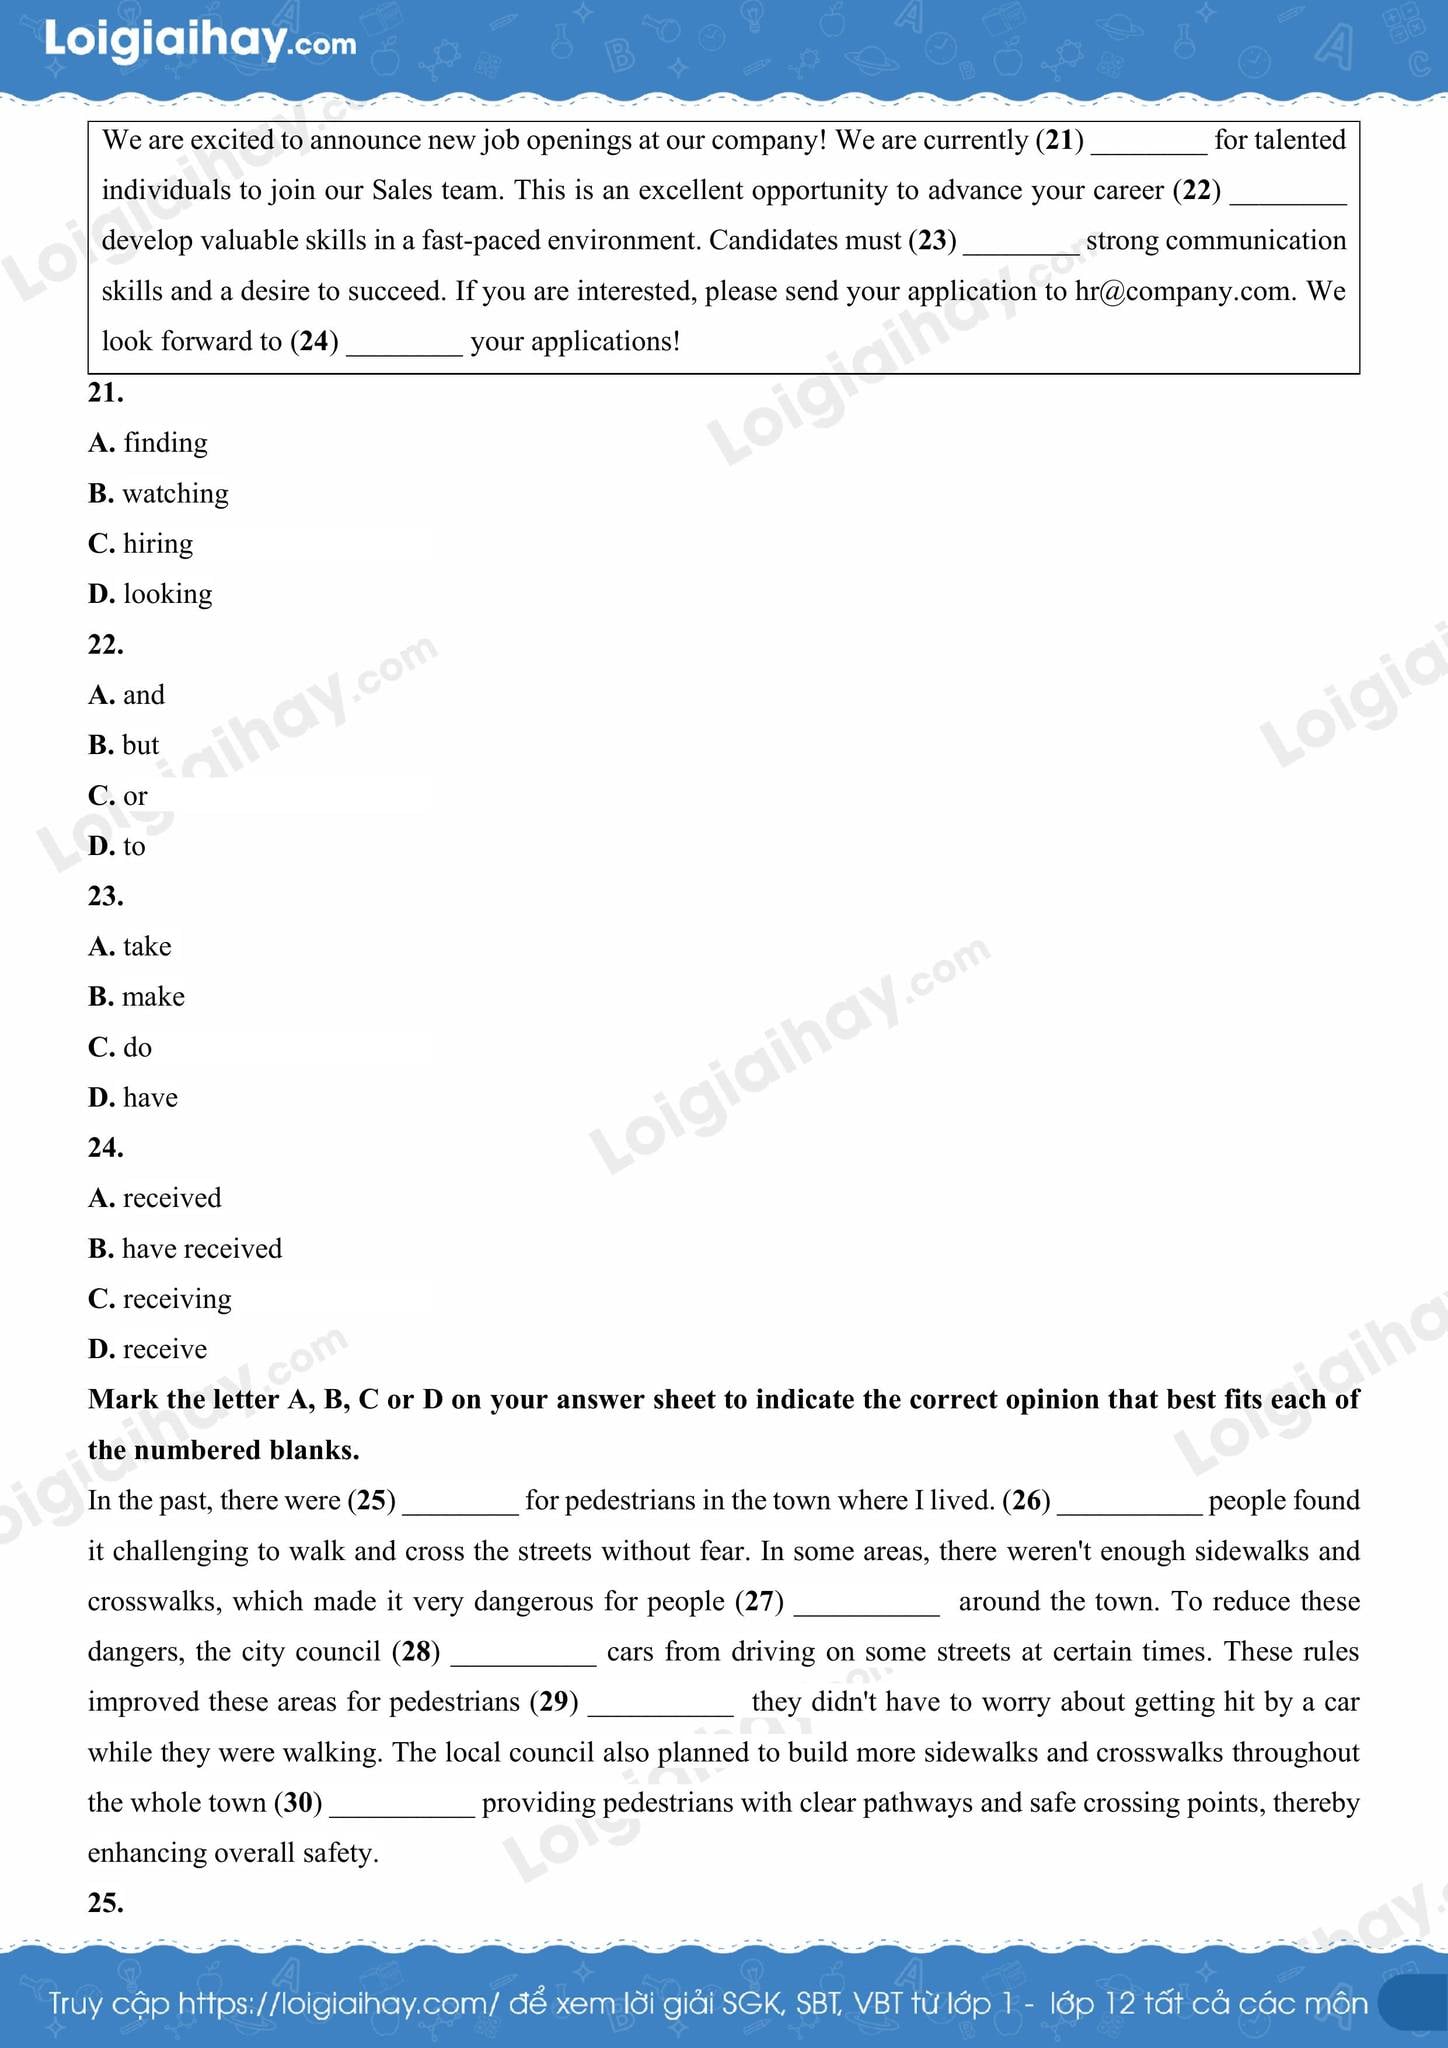 Loigiaihay.com
We are excited to announce new job openings at our company! We are currently (21) ________ for talented
individuals to join our Sales team. This is an excellent opportunity to advance your career (22) ________
develop valuable skills in a fast-paced environment. Candidates must (23) ________ strong communication
skills and a desire to succeed. If you are interested, please send your application to hr@company.com. We
look forward to (24) ________ your applications!
21.
A. finding
B. watching
C. hiring
D. looking
22.
A. and
B. but
C. or
D. to
23.
A. take
B. make
C. do
D. have
24.
A. received
B. have received
C. receiving
D. receive
Mark the letter A, B, C or D on your answer sheet to indicate the correct opinion that best fits each of
the numbered blanks.
In the past, there were (25) ________ for pedestrians in the town where I lived. (26) __________ people found
it challenging to walk and cross the streets without fear. In some areas, there weren't enough sidewalks and
crosswalks, which made it very dangerous for people (27) __________ around the town. To reduce these
dangers, the city council (28) __________ cars from driving on some streets at certain times. These rules
improved these areas for pedestrians (29) __________ they didn't have to worry about getting hit by a car
while they were walking. The local council also planned to build more sidewalks and crosswalks throughout
the whole town (30) __________ providing pedestrians with clear pathways and safe crossing points, thereby
enhancing overall safety.
25.
Truy cập https://loigiaihay.com/ để xem lời giải SGK, SBT, VBT từ lớp 1 - lớp 12 tất cả các môn